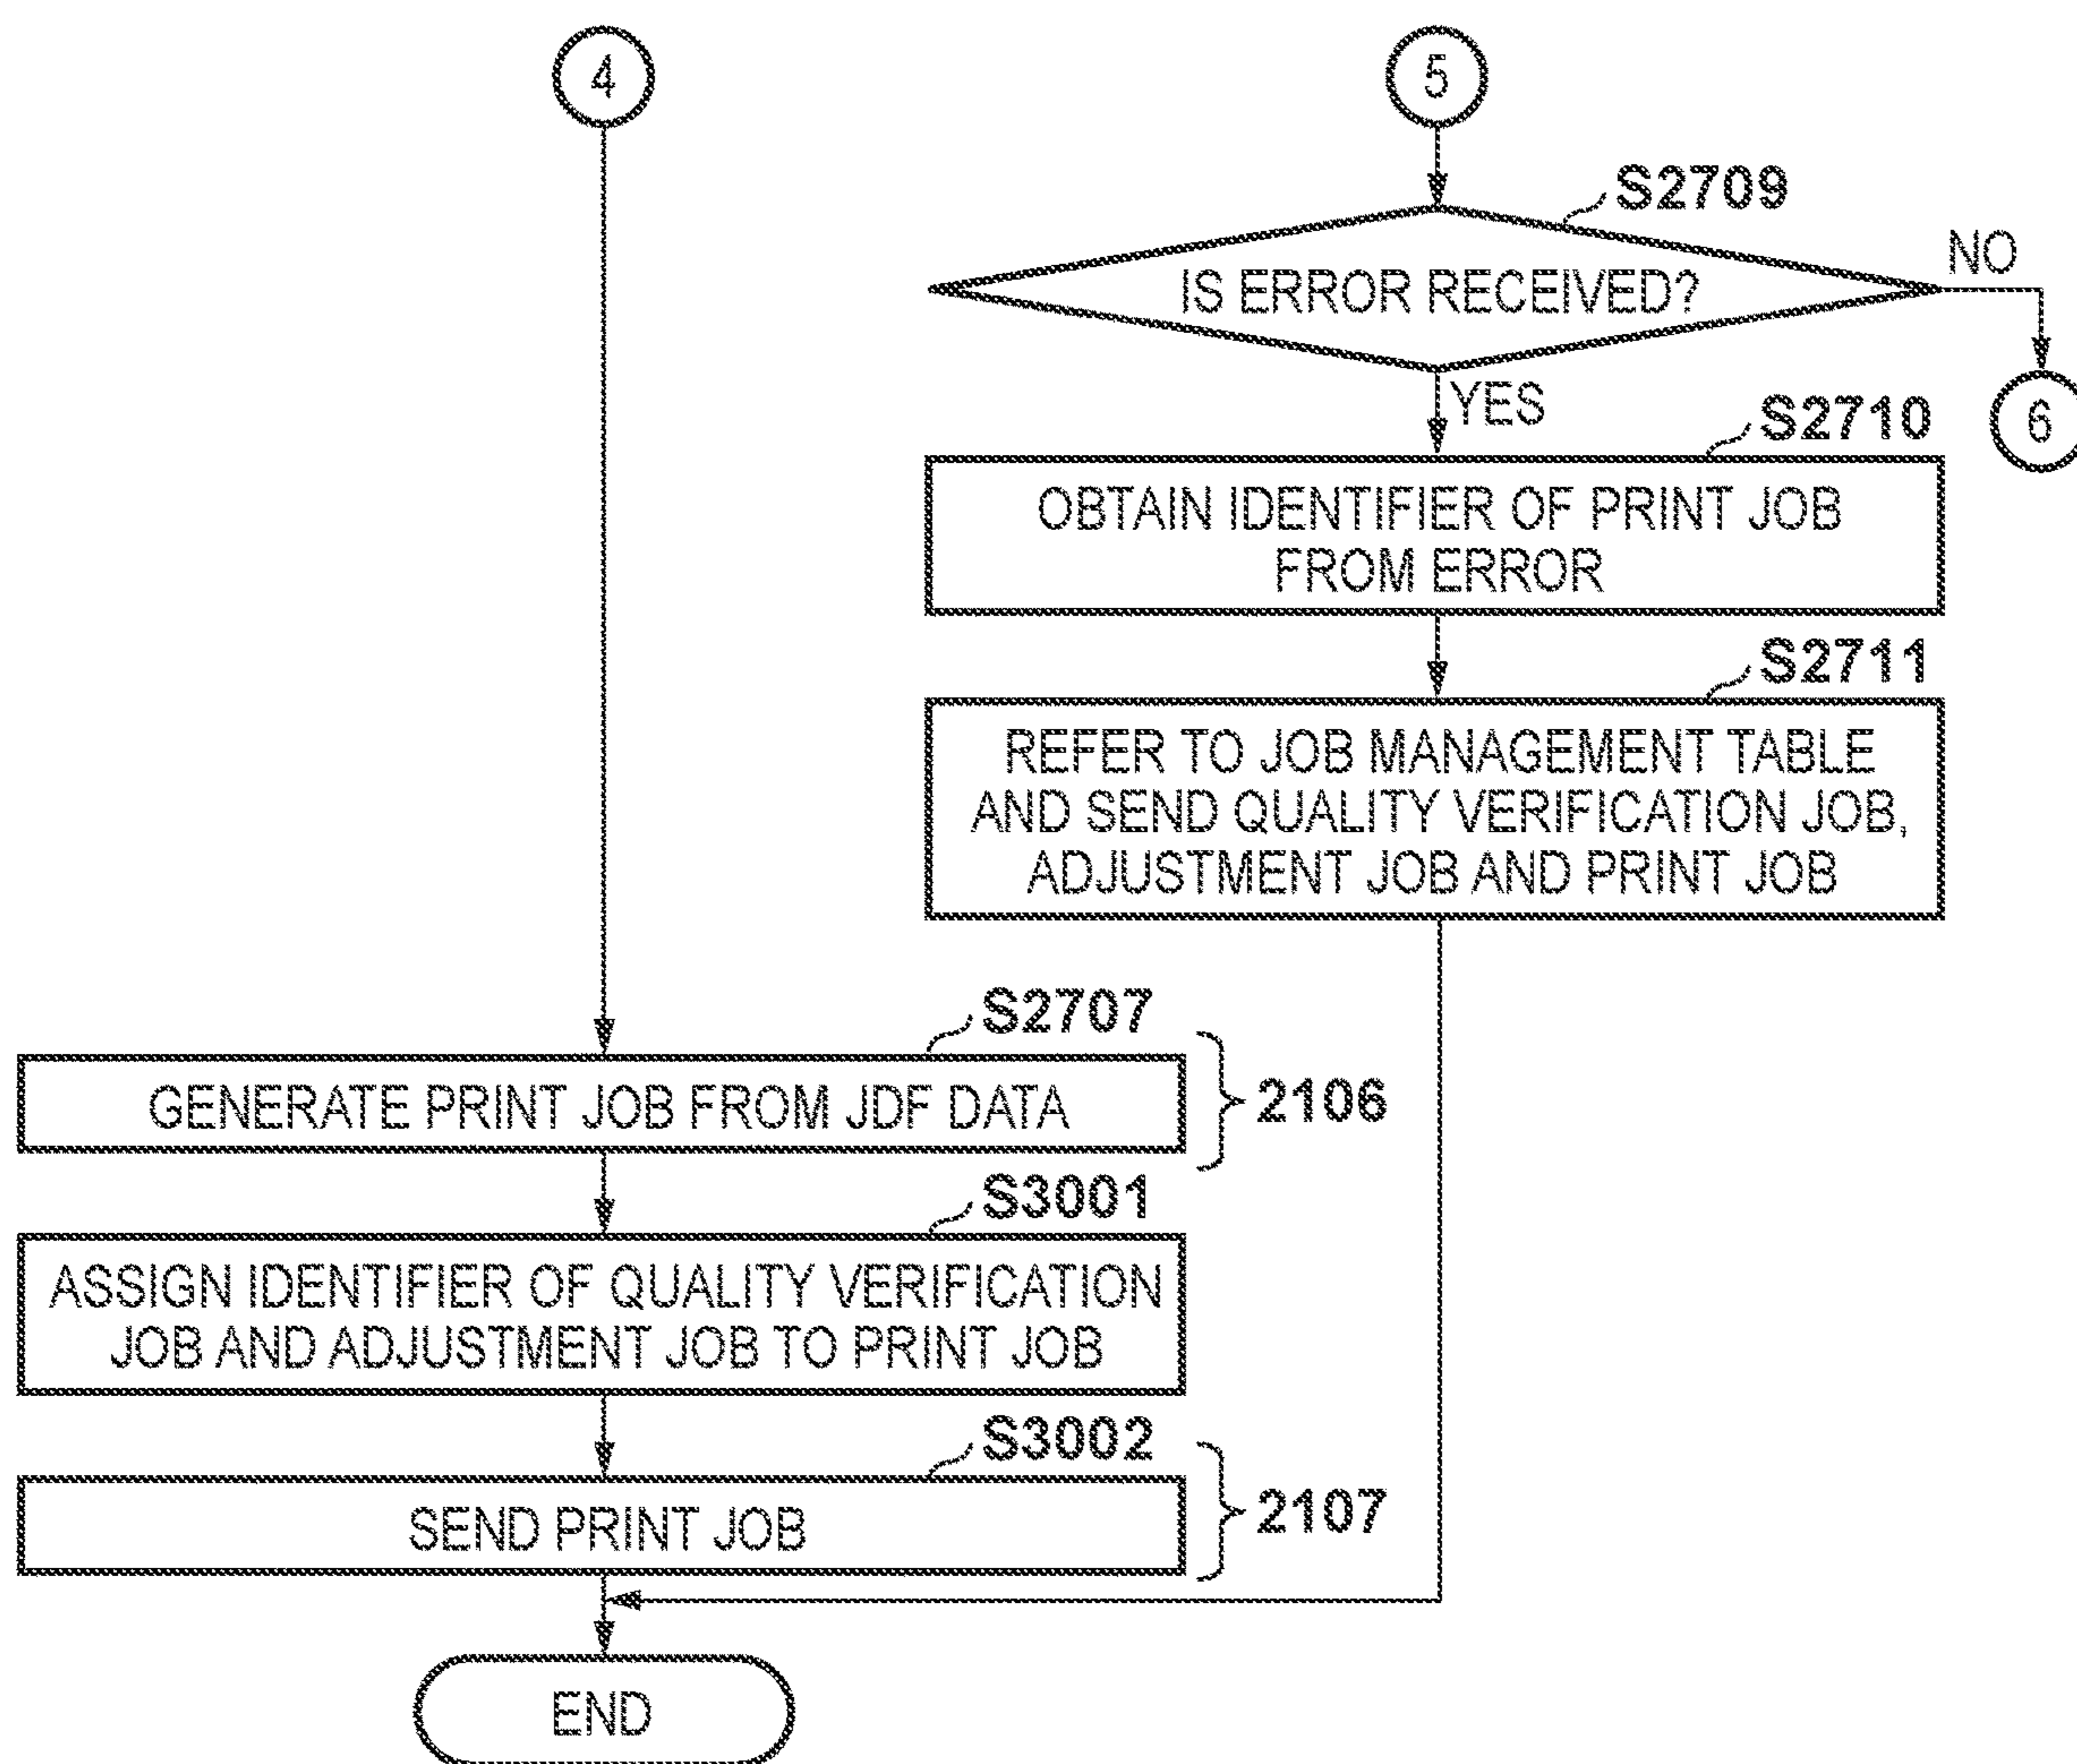 4
5
S2709
IS ERROR RECEIVED?
NO
YES
6
S2710
OBTAIN IDENTIFIER OF PRINT JOB
FROM ERROR
S2711
REFER TO JOB MANAGEMENT TABLE
AND SEND QUALITY VERIFICATION JOB,
ADJUSTMENT JOB AND PRINT JOB
S2707
GENERATE PRINT JOB FROM JDF DATA
2106
S3001
ASSIGN IDENTIFIER OF QUALITY VERIFICATION
JOB AND ADJUSTMENT JOB TO PRINT JOB
S3002
SEND PRINT JOB
2107
END